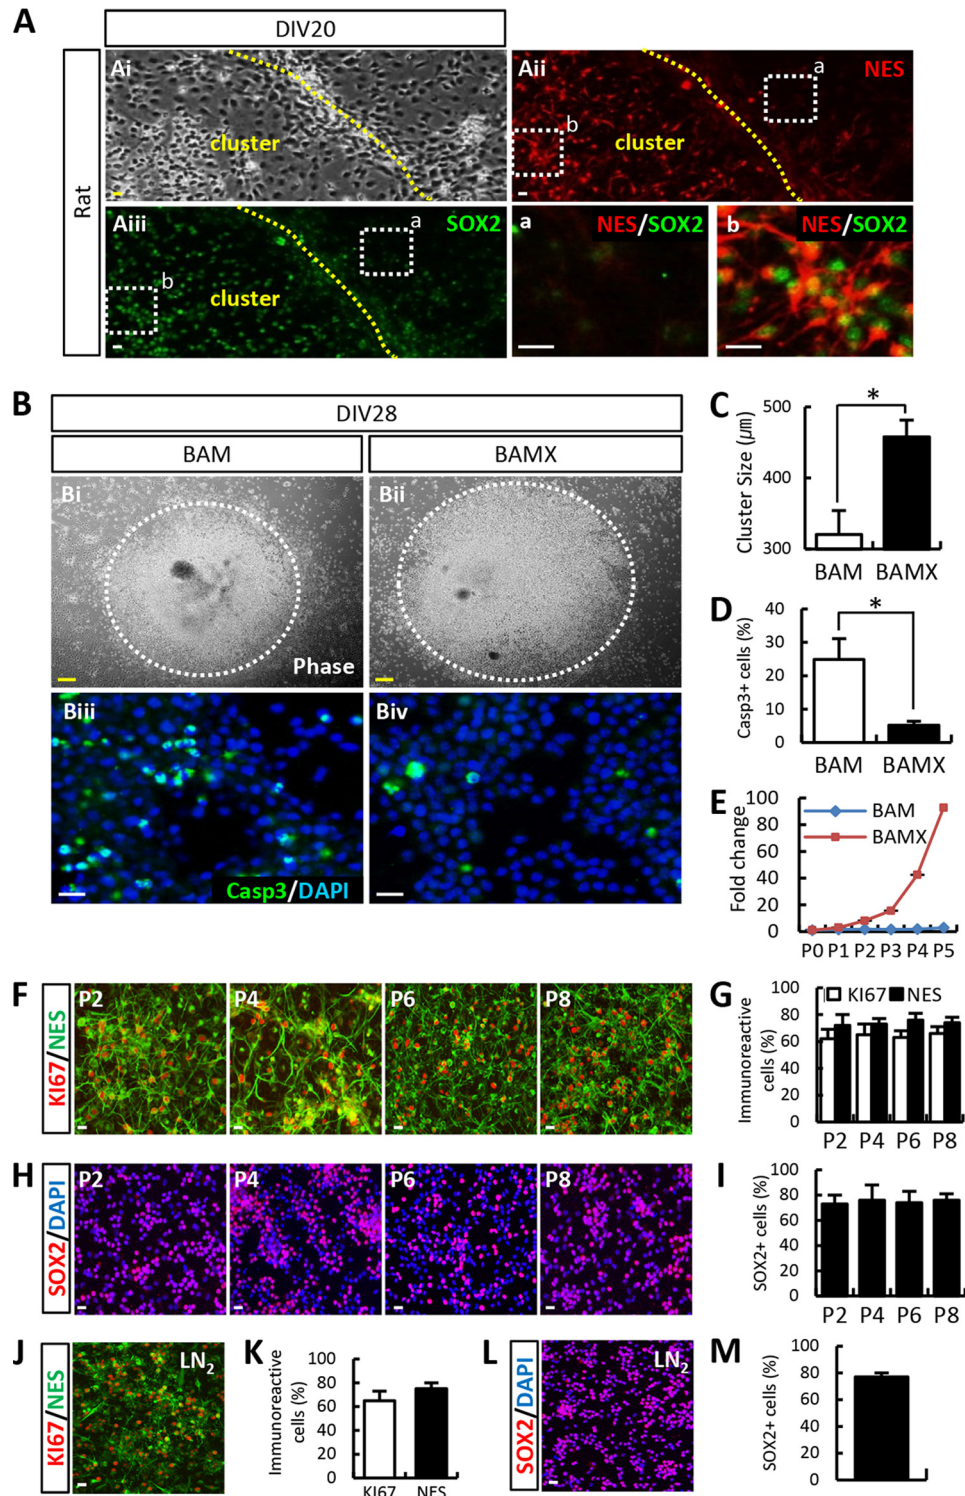 A
DIV20
Rat
Ai
cluster
Aii
NES
a
b
cluster
Aiii
SOX2
a
b
cluster
a
NES/SOX2
b
NES/SOX2
B
DIV28
BAM
BAMX
Bi
Phase
Bii
Biii
Casp3/DAPI
Biv
C
Cluster Size (㎛)
500
400
300
*
BAM
BAMX
D
Casp3+ cells (%)
40
30
20
10
0
*
BAM
BAMX
E
Fold change
100
80
60
40
20
0
BAM
BAMX
P0 P1 P2 P3 P4 P5
F
KI67/NES
P2
P4
P6
P8
G
Immunoreactive
cells (%)
100
80
60
40
20
0
KI67
NES
P2 P4 P6 P8
H
SOX2/DAPI
P2
P4
P6
P8
I
SOX2+ cells (%)
100
80
60
40
20
0
P2 P4 P6 P8
J
KI67/NES
LN2
K
Immunoreactive
cells (%)
100
80
60
40
20
0
KI67 NES
L
SOX2/DAPI
LN2
M
SOX2+ cells (%)
100
80
60
40
20
0